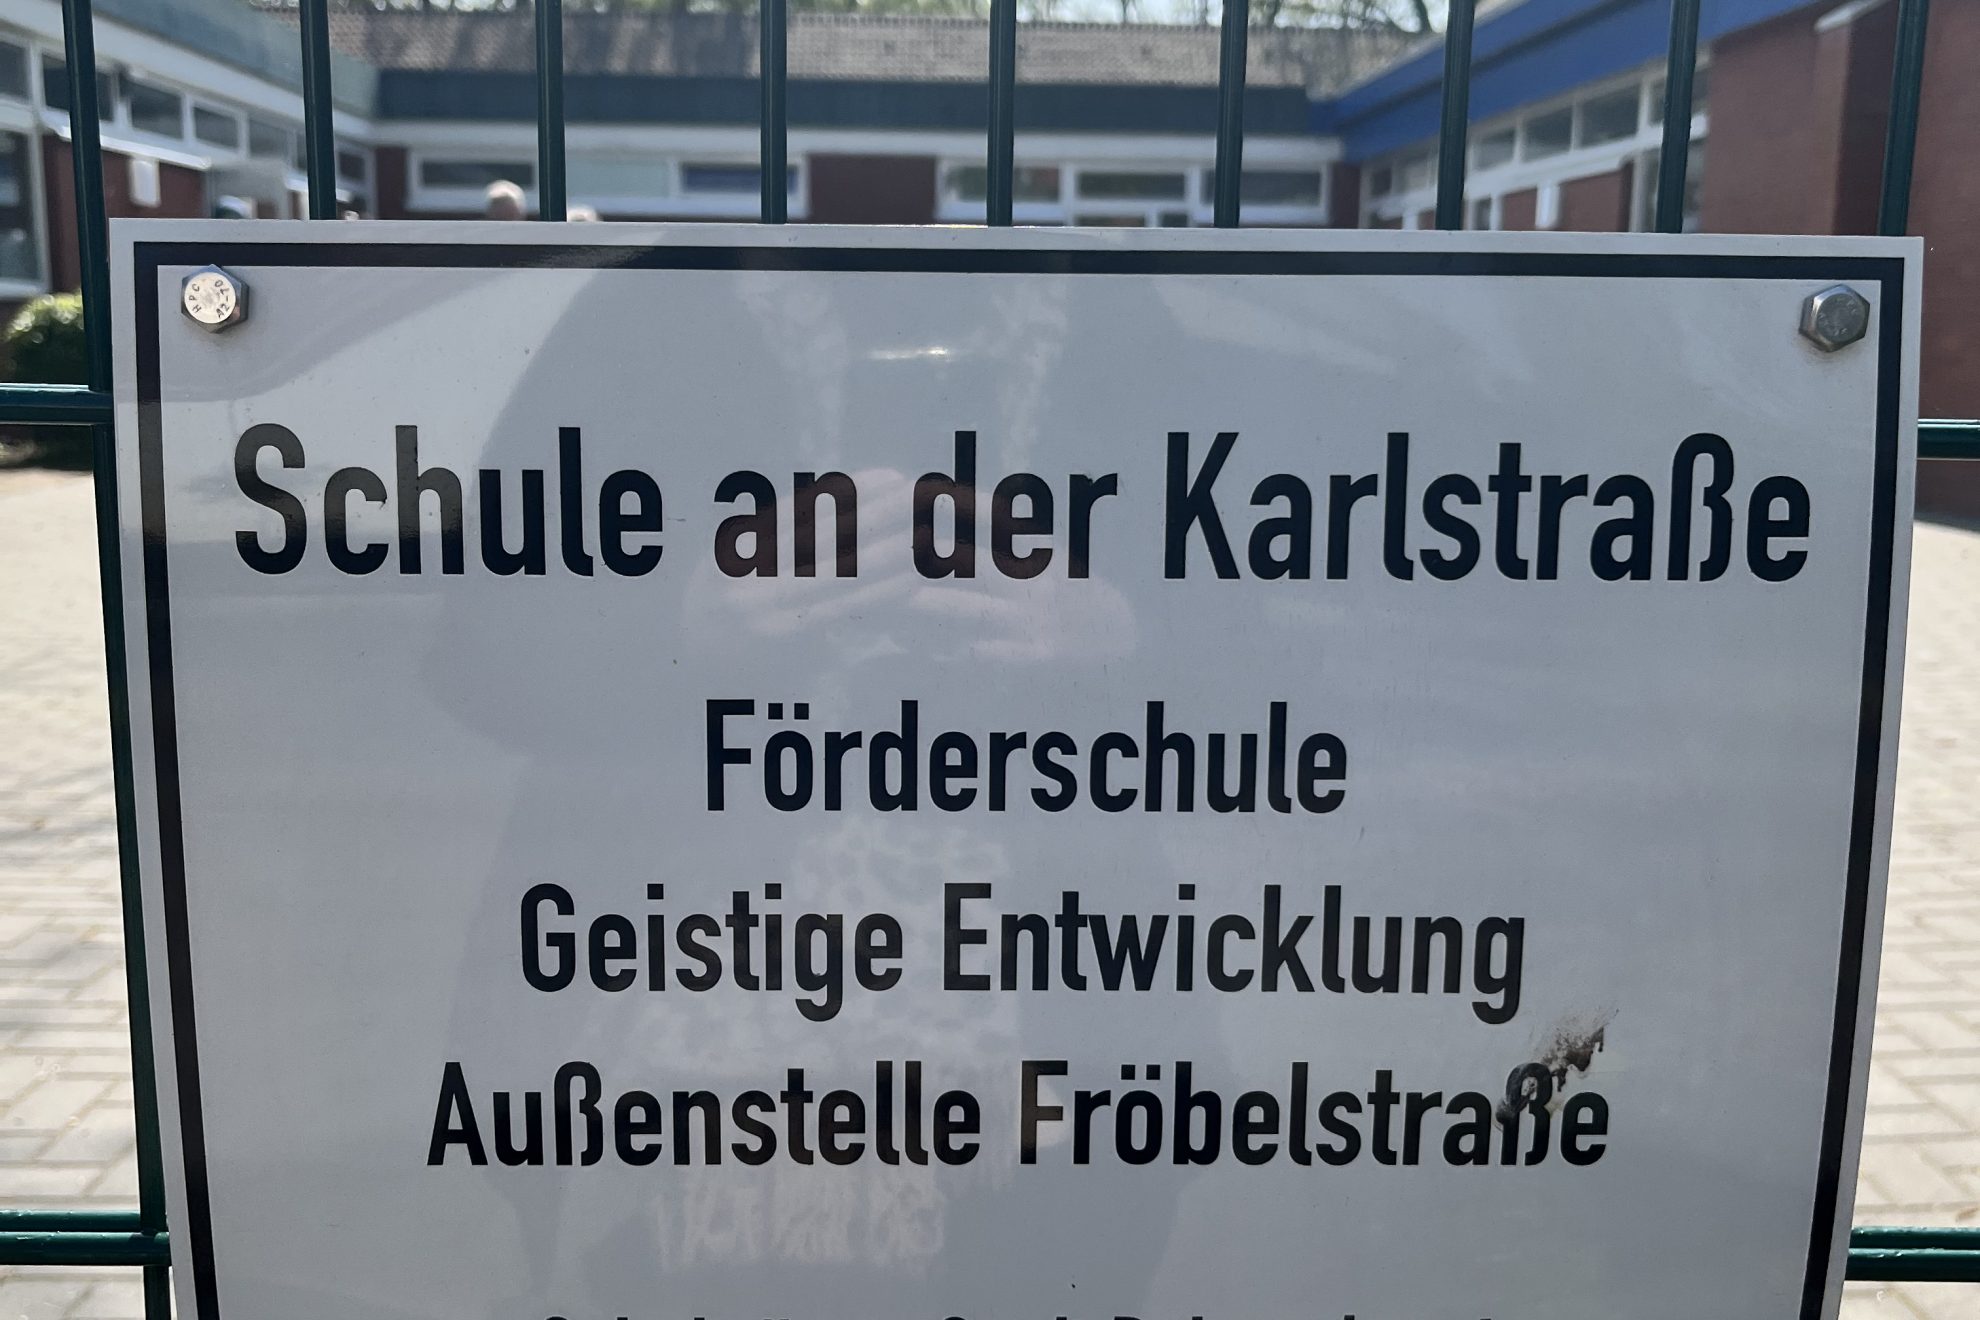 Schule an der Karlstraße
Förderschule
Geistige Entwicklung
Außenstelle Fröbelstraße